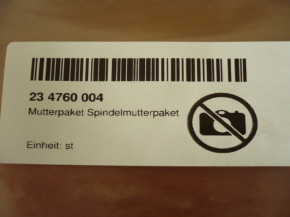 23 4760 004
Mutterpaket Spindelmutterpaket
Einheit: st